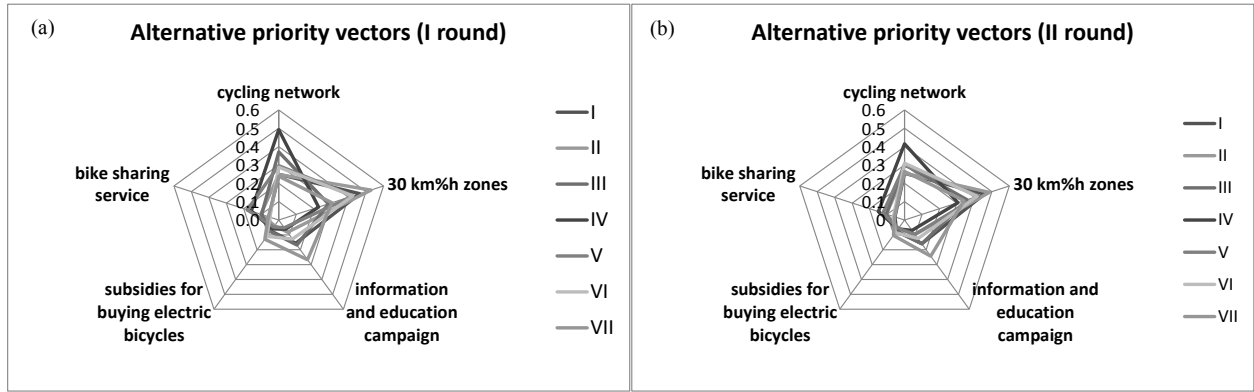 (a)
Alternative priority vectors (I round)
cycling network
0.6
0.5
0.4
0.3
0.2
0.1
0.0
30 km%h zones
information
and education
campaign
subsidies for
buying electric
bicycles
bike sharing
service
I
II
III
IV
V
VI
VII
(b)
Alternative priority vectors (II round)
cycling network
0.6
0.5
0.4
0.3
0.2
0.1
0.0
30 km%h zones
information and
education
campaign
subsidies for
buying electric
bicycles
bike sharing
service
I
II
III
IV
V
VI
VII